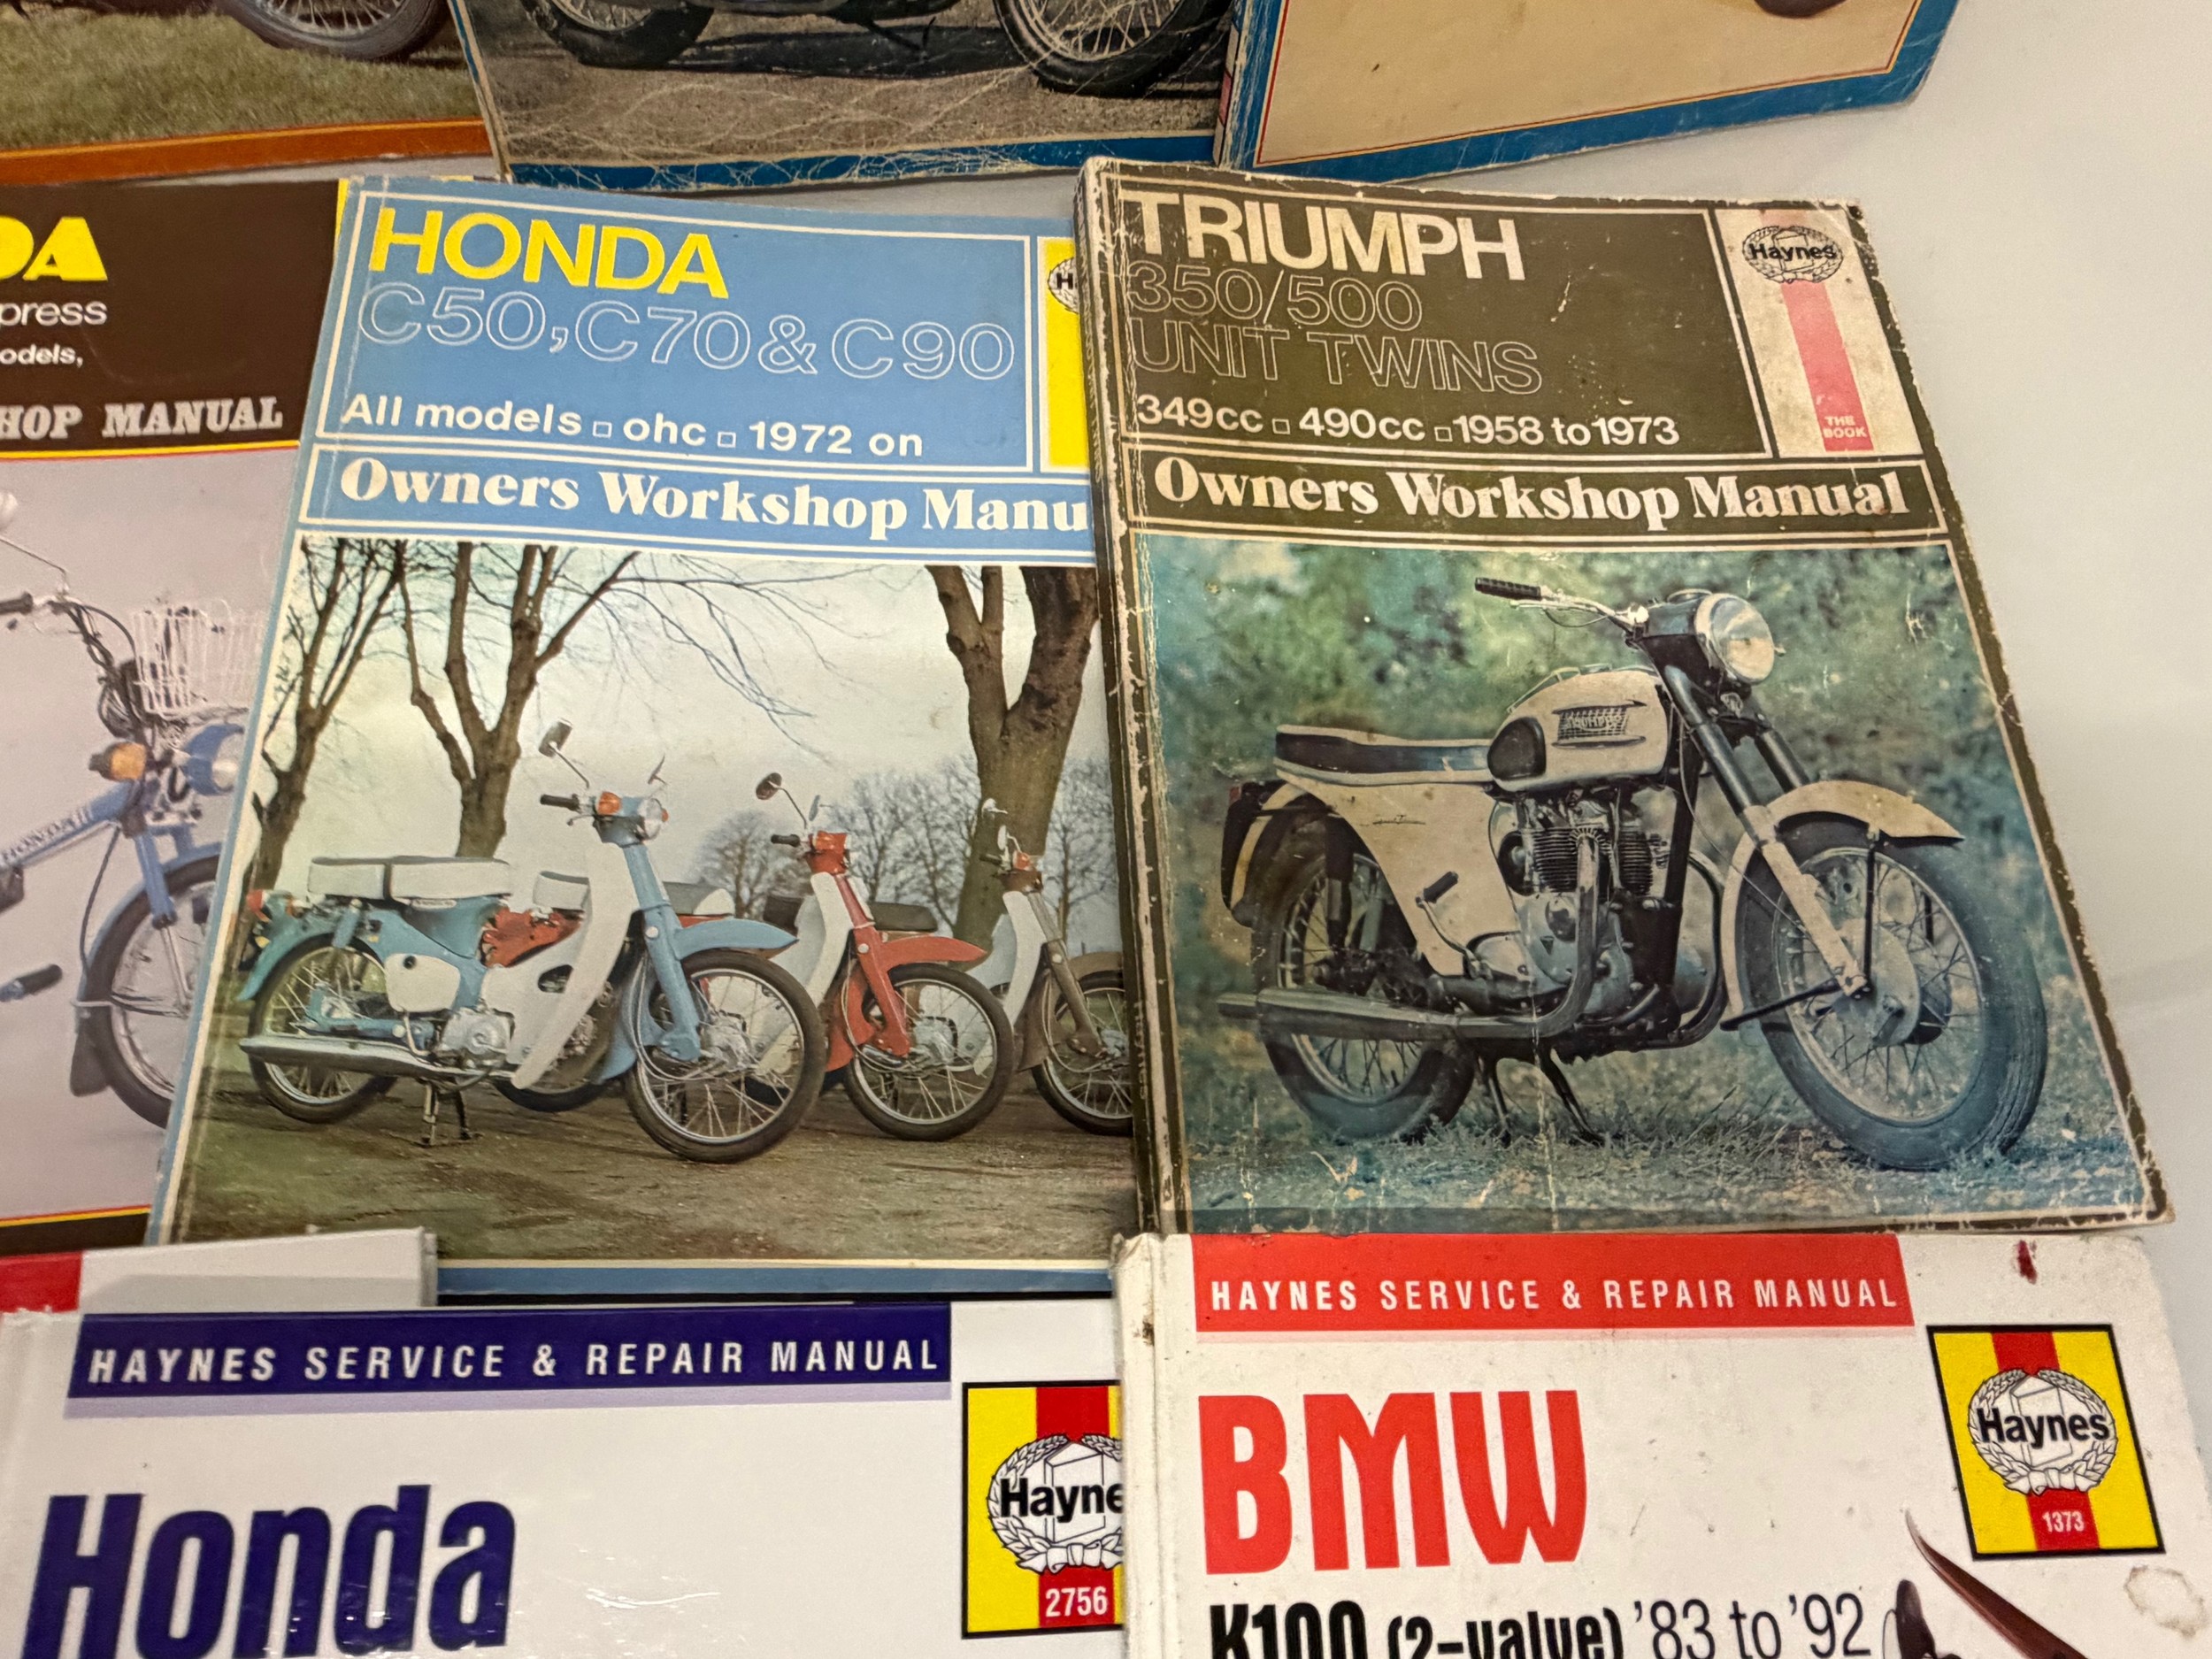 DA
press
odels,
HOP MANUAL
HONDA
HONDA
C50, C70 & C90
All models □ ohc □ 1972 on
Owners Workshop Manu
H
TRIUMPH
350/500
UNIT TWINS
349cc □ 490cc □ 1958 to 1973
Owners Workshop Manual
Haynes
THE
BOOK
TRIUMPH
HAYNES SERVICE & REPAIR MANUAL
Honda
Hayne
2756
HAYNES SERVICE & REPAIR MANUAL
BMW
K100 (2-valve) '83 to '92
Haynes
1373